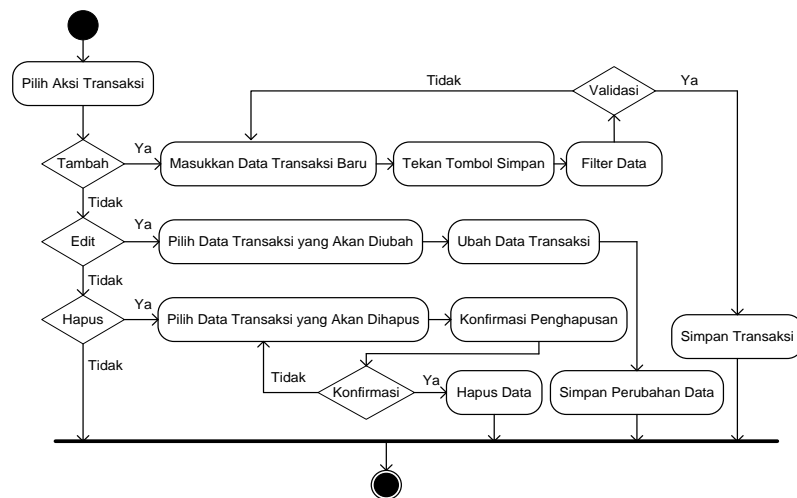 Pilih Aksi Transaksi
Tidak
Validasi
Ya
Tambah
Ya
Masukkan Data Transaksi Baru
Tekan Tombol Simpan
Filter Data
Tidak
Edit
Ya
Pilih Data Transaksi yang Akan Diubah
Ubah Data Transaksi
Tidak
Hapus
Ya
Pilih Data Transaksi yang Akan Dihapus
Konfirmasi Penghapusan
Simpan Transaksi
Tidak
Tidak
Konfirmasi
Ya
Hapus Data
Simpan Perubahan Data